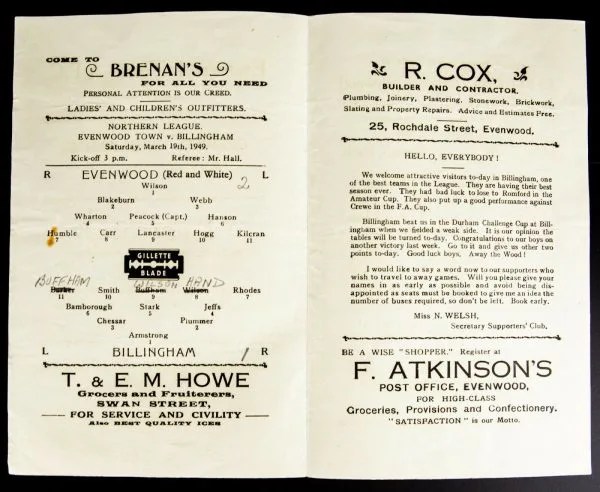 COME TO
BRENAN'S
FOR ALL YOU NEED
PERSONAL ATTENTION IS OUR CREED.
LADIES' AND CHILDREN'S OUTFITTERS.
NORTHERN LEAGUE.
EVENWOOD TOWN v. BILLINGHAM
Saturday, March 19th, 1949.
Kick-off 3 p.m. Referee: Mr. Hall.
R EVENWOOD (Red and White) 2 L
Wilson
1
Blakeburn Webb
2 3
Wharton Peacock (Capt.) Hanson
4 5 6
Humble Carr Lancaster Hogg Kilcran
7 8 9 10 11
GILLETTE
BLADE
BUFFHAM WILSON HAND
Smith Buffham Wilson Rhodes
11 10 9 8 7
Bamborough Stark Jeffs
6 5 4
Chessar Plummer
3 2
Armstrong
1
L BILLINGHAM 1 R
T. & E. M. HOWE
Grocers and Fruiterers,
SWAN STREET,
FOR SERVICE AND CIVILITY
Also BEST QUALITY ICES
R. COX,
BUILDER AND CONTRACTOR.
Plumbing, Joinery, Plastering, Stonework, Brickwork,
Slating and Property Repairs. Advice and Estimates Free.
25, Rochdale Street, Evenwood.
HELLO, EVERYBODY!
We welcome attractive visitors to-day in Billingham, one
of the best teams in the League. They are having their best
season ever. They had bad luck to lose to Romford in the
Amateur Cup. They also put up a good performance against
Crewe in the F.A. Cup.
Billingham beat us in the Durham Challenge Cup at Bill-
ingham when we fielded a weak side. It is our opinion the
tables will be turned to-day. Congratulations to our boys on
another victory last week. Go to it and give us other two
points to-day. Good luck boys, Away the Wood!
I would like to say a word now to our supporters who
wish to travel to away games. Will you please give your
names in as early as possible and avoid being dis-
appointed as seats must be hooked to give me an idea the
number of buses required, so don't be left. Book early.
Miss N. WELSH,
Secretary Supporters' Club.
BE A WISE "SHOPPER." Register at
F. ATKINSON'S
POST OFFICE, EVENWOOD,
FOR HIGH-CLASS
Groceries, Provisions and Confectionery.
"SATISFACTION" is our Motto.